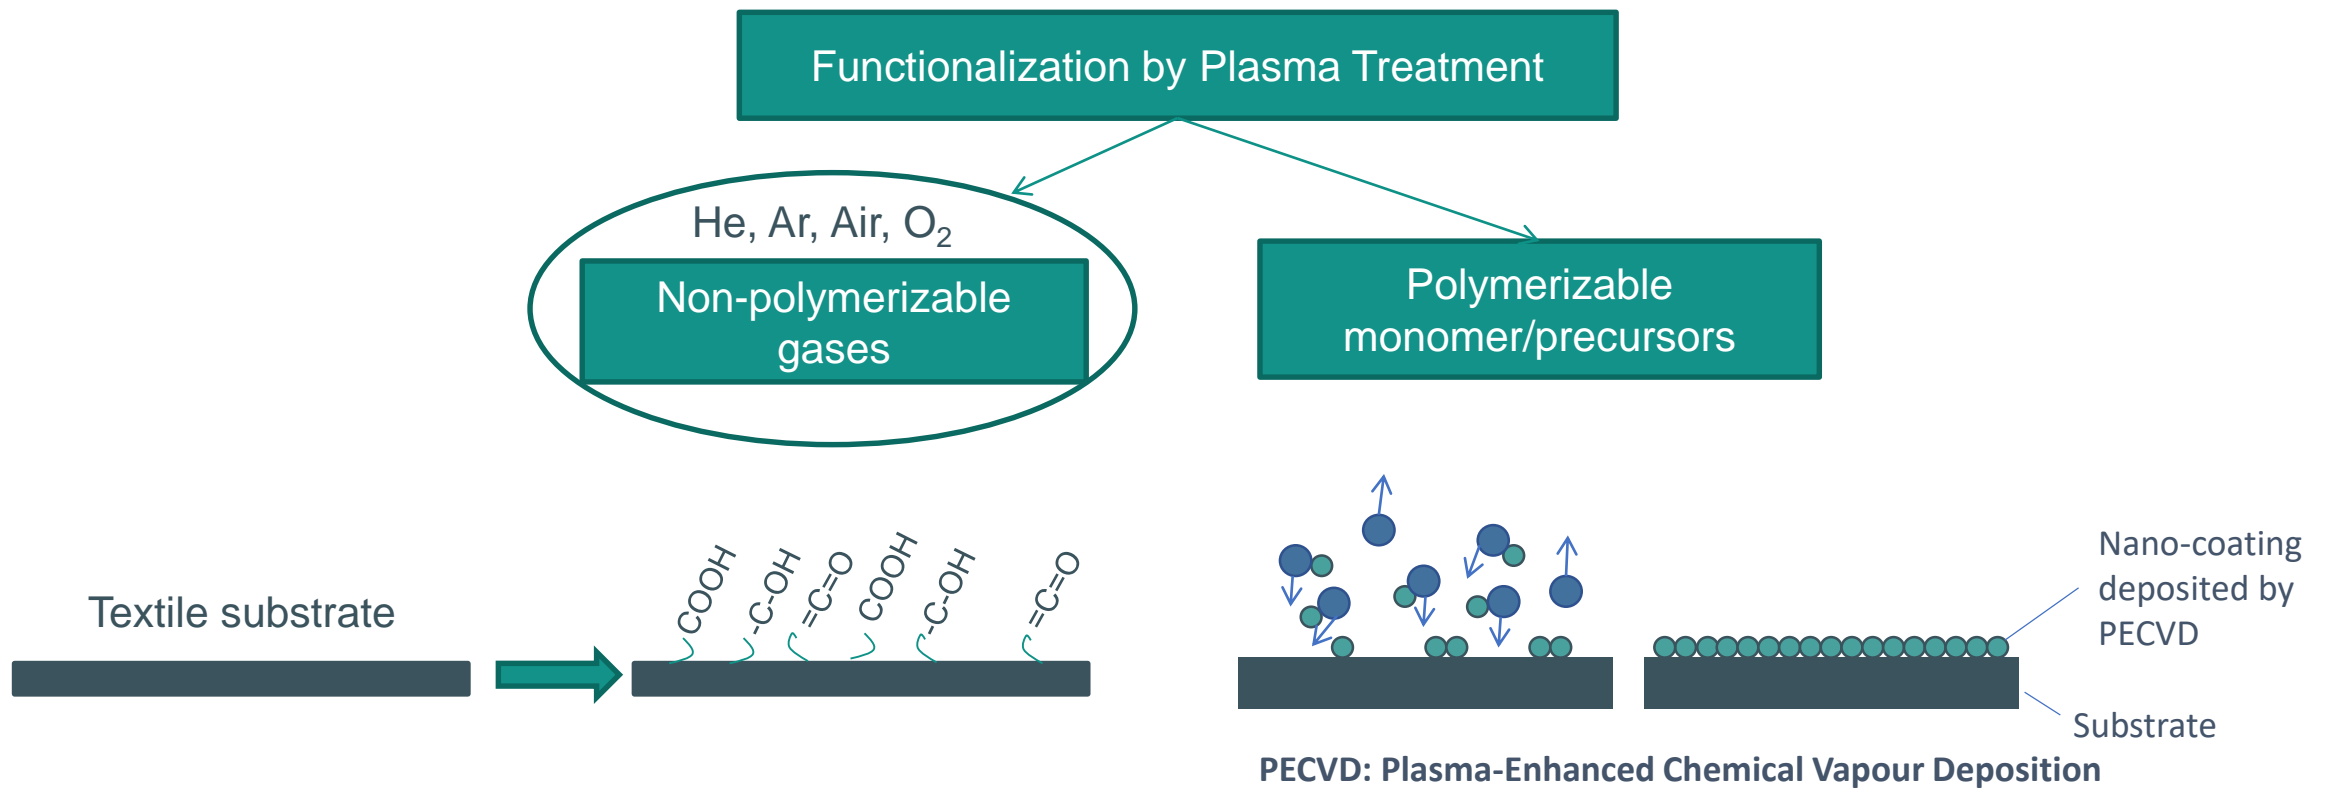 Functionalization by Plasma Treatment
He, Ar, Air, O₂
Non-polymerizable
gases
Polymerizable
monomer/precursors
Textile substrate
COOH
-C-OH
=C=O
COOH
-C-OH
=C=O
Nano-coating
deposited by
PECVD
Substrate
PECVD: Plasma-Enhanced Chemical Vapour Deposition